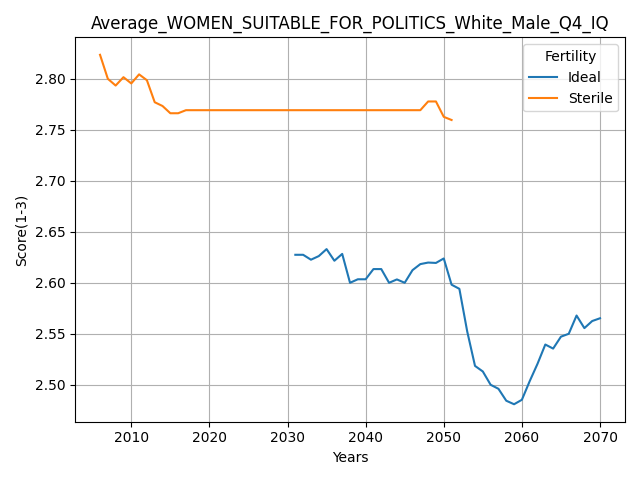 Average_WOMEN_SUITABLE_FOR_POLITICS_White_Male_Q4_IQ
Fertility
Ideal
Sterile
2.80
2.75
2.70
2.65
2.60
2.55
2.50
Score(1-3)
2010 2020 2030 2040 2050 2060 2070
Years